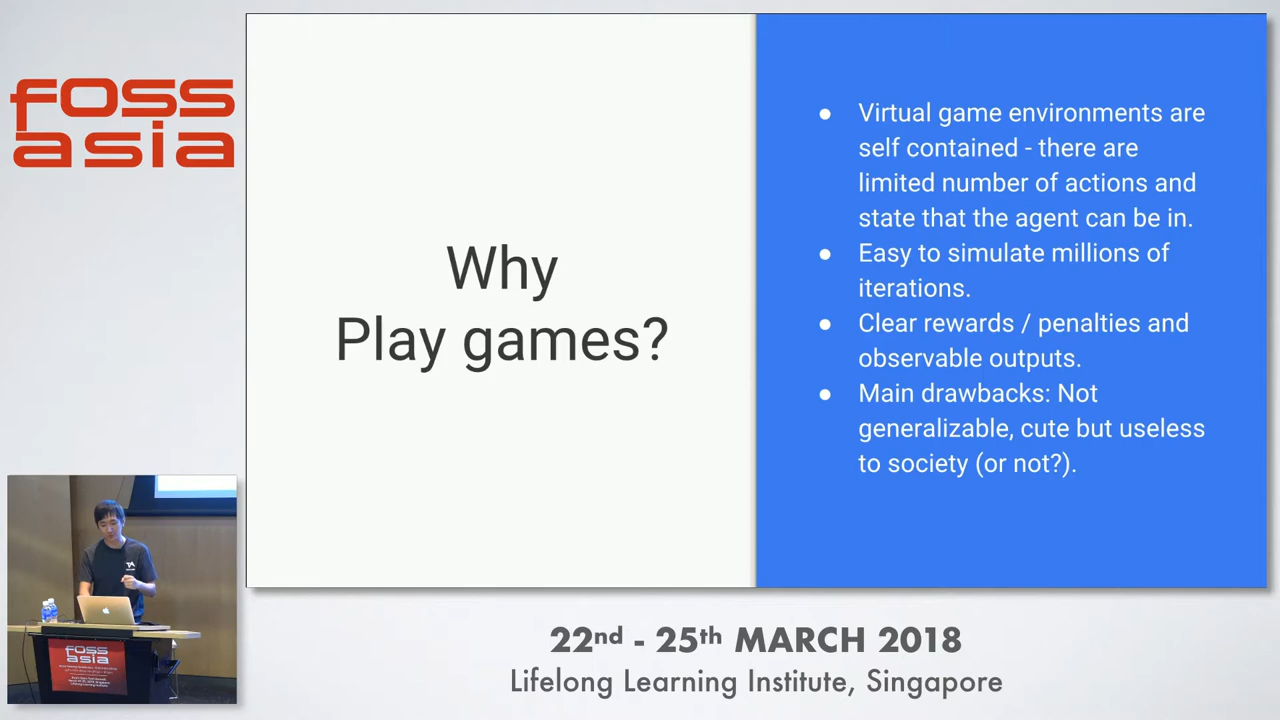 foss
asia
Why
Play games?
● Virtual game environments are
self contained - there are
limited number of actions and
state that the agent can be in.
● Easy to simulate millions of
iterations.
● Clear rewards / penalties and
observable outputs.
● Main drawbacks: Not
generalizable, cute but useless
to society (or not?).
foss
asia
22nd - 25th MARCH 2018
Lifelong Learning Institute, Singapore